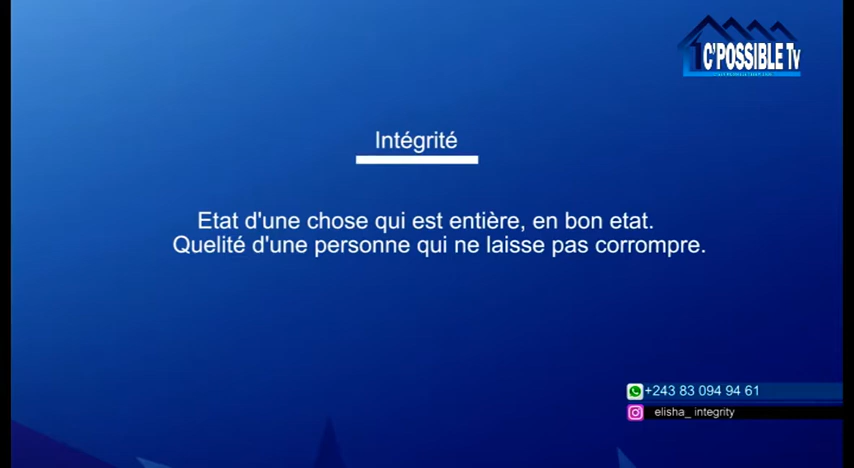 C'POSSIBLE Tv
Intégrité
Etat d'une chose qui est entière, en bon etat.
Quelité d'une personne qui ne laisse pas corrompre.
+243 83 094 94 61
elisha_ integrity